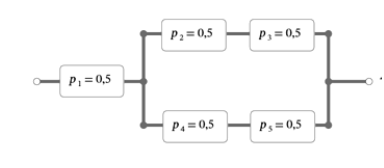 p₂ = 0,5
p₃ = 0,5
p₁ = 0,5
p₄ = 0,5
p₅ = 0,5